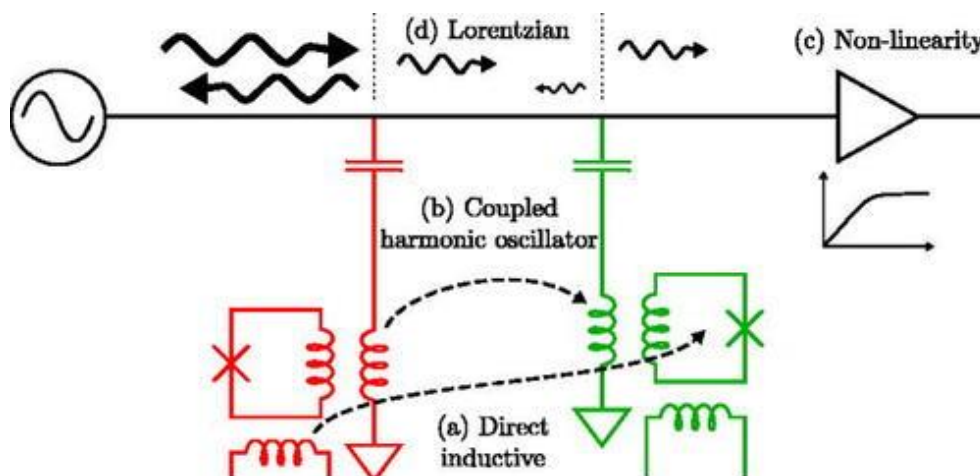 (d) Lorentzian
(c) Non-linearity
(b) Coupled
harmonic oscillator
(a) Direct
inductive